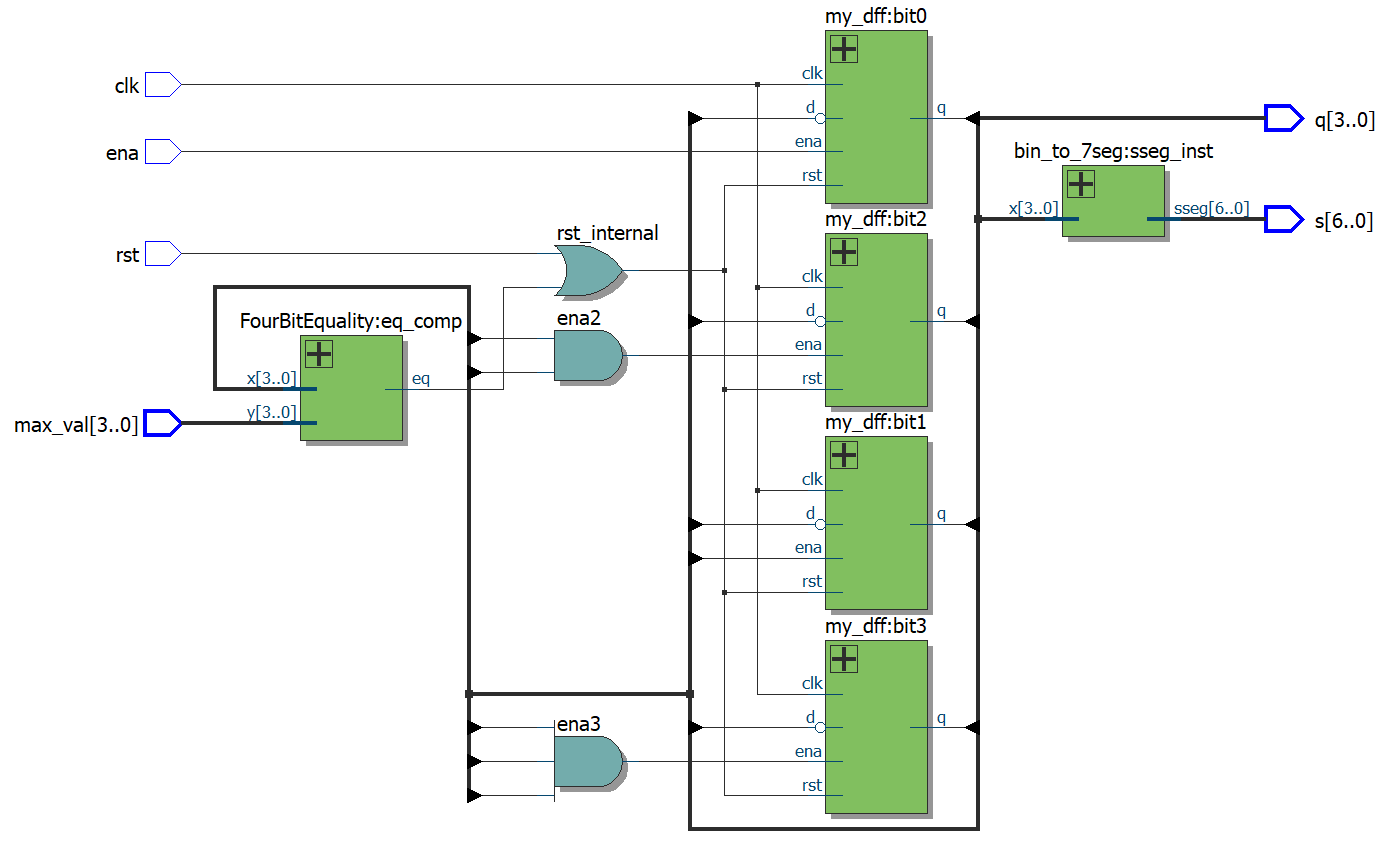 my_dff:bit0
clk
clk
d
q
q[3..0]
ena
ena
bin_to_7seg:sseg_inst
rst
x[3..0]
sseg[6..0]
s[6..0]
my_dff:bit2
rst
rst_internal
clk
FourBitEquality:eq_comp
ena2
d
q
ena
x[3..0]
eq
rst
max_val[3..0]
y[3..0]
my_dff:bit1
clk
d
q
ena
rst
my_dff:bit3
clk
ena3
d
q
ena
rst